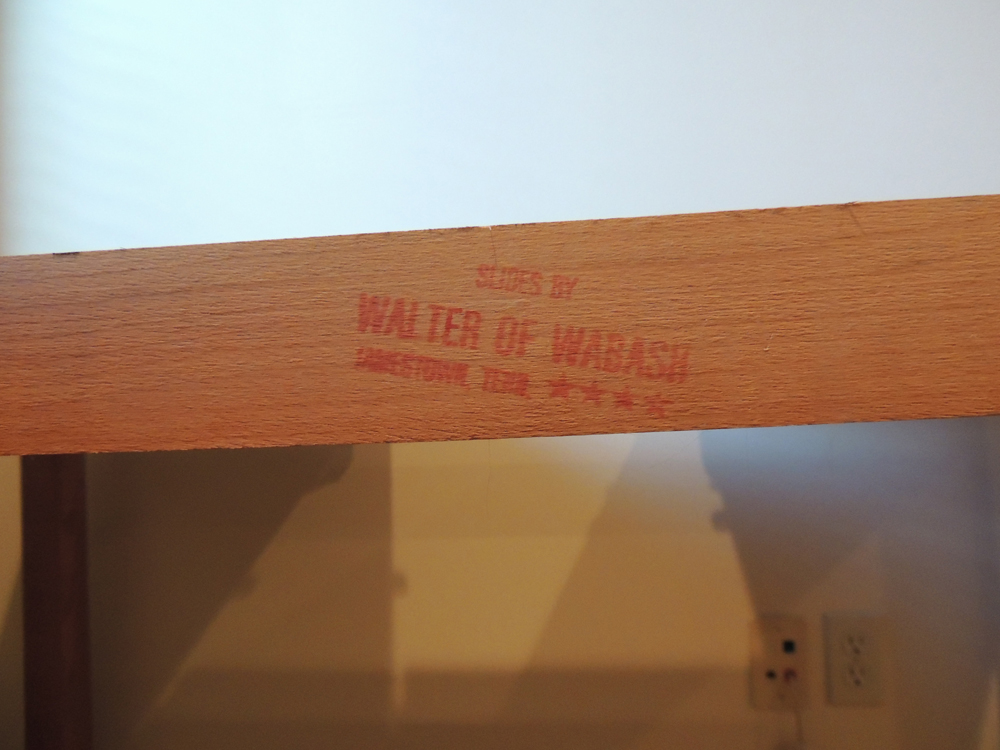 SLIDES BY
WALTER OF WABASH
JAMESTOWN, TENN. ★★★★